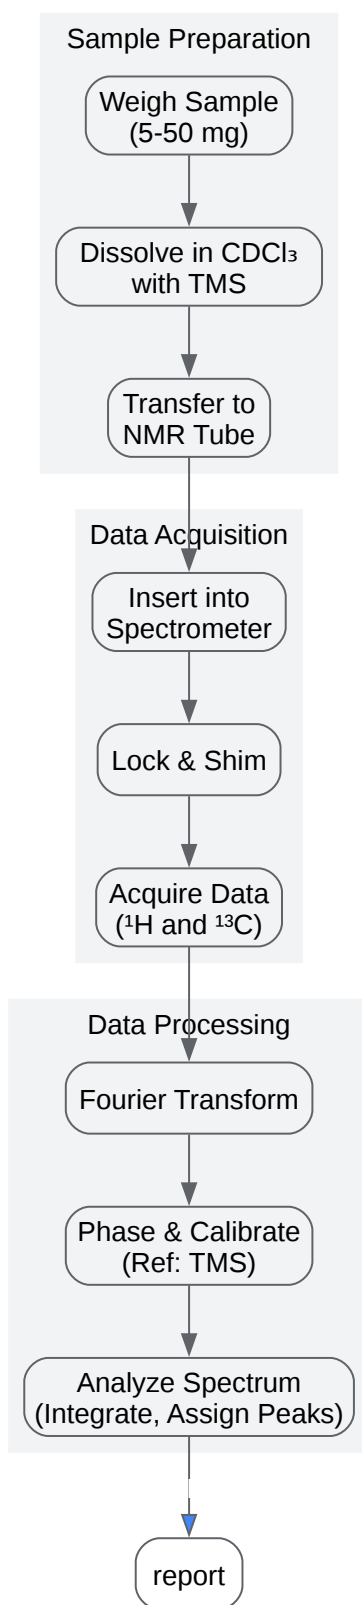 Sample Preparation
Weigh Sample
(5-50 mg)
Dissolve in CDCl₃
with TMS
Transfer to
NMR Tube
Data Acquisition
Insert into
Spectrometer
Lock & Shim
Acquire Data
(¹H and ¹³C)
Data Processing
Fourier Transform
Phase & Calibrate
(Ref: TMS)
Analyze Spectrum
(Integrate, Assign Peaks)
report